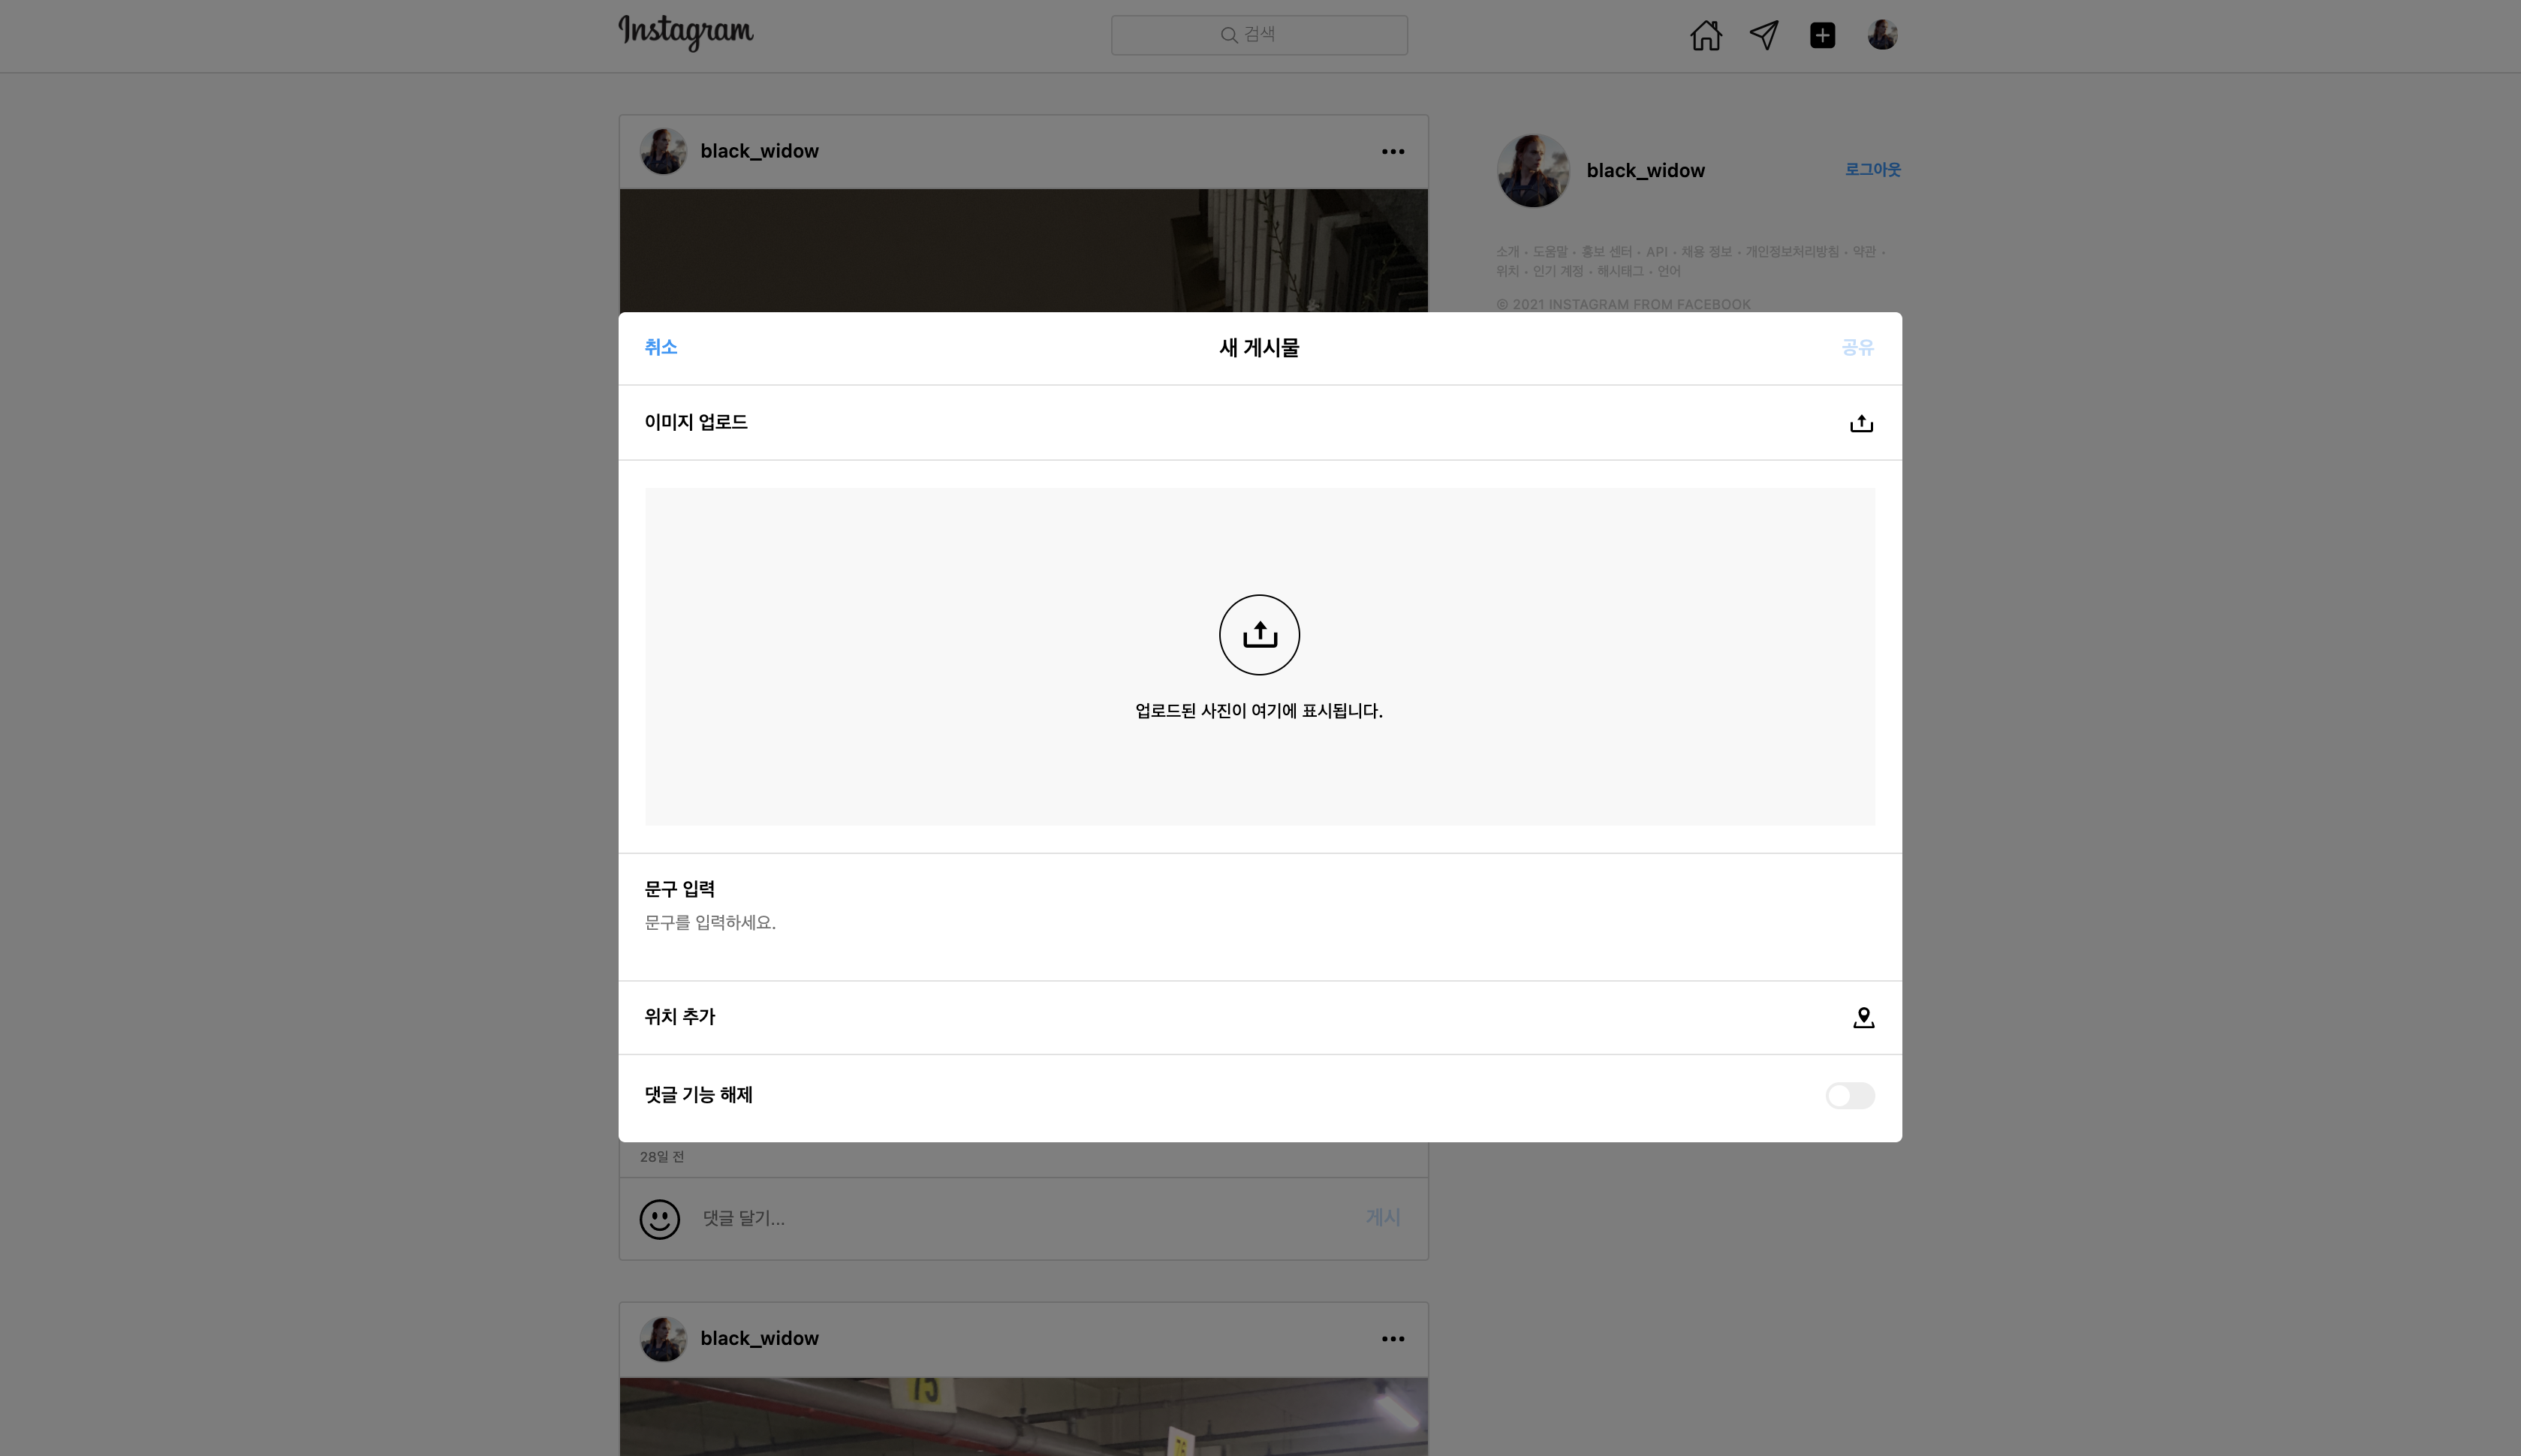 Instagram
검색
black_widow
black_widow
로그아웃
소개 · 도움말 · 홍보 센터 · API · 채용 정보 · 개인정보처리방침 · 약관 ·
위치 · 인기 계정 · 해시태그 · 언어
© 2021 INSTAGRAM FROM FACEBOOK
취소
새 게시물
공유
이미지 업로드
업로드된 사진이 여기에 표시됩니다.
문구 입력
문구를 입력하세요.
위치 추가
댓글 기능 해제
28일 전
댓글 달기...
게시
black_widow